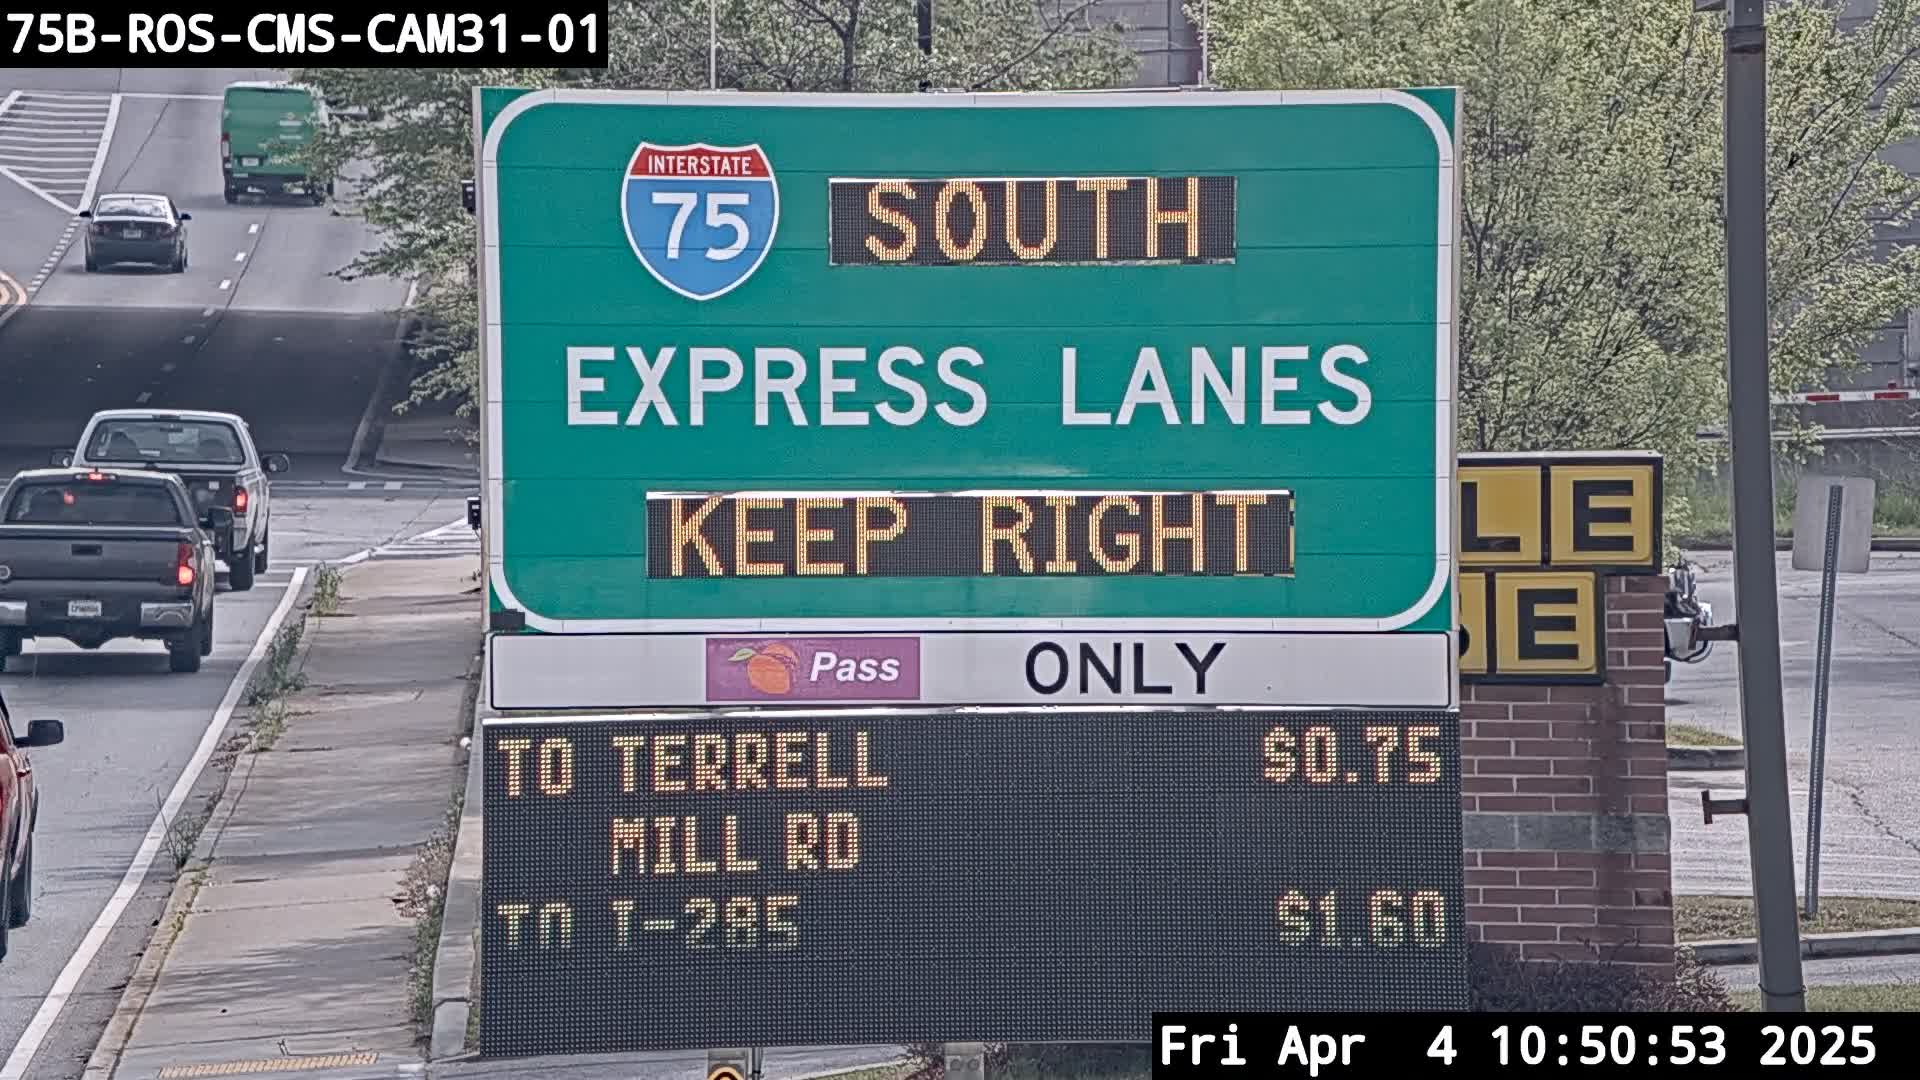 75B-ROS-CMS-CAM31-01
INTERSTATE
75
SOUTH
EXPRESS LANES
KEEP RIGHT
Pass ONLY
TO TERRELL $0.75
MILL RD
TO I-285 $1.60
LE
E
Fri Apr 4 10:50:53 2025